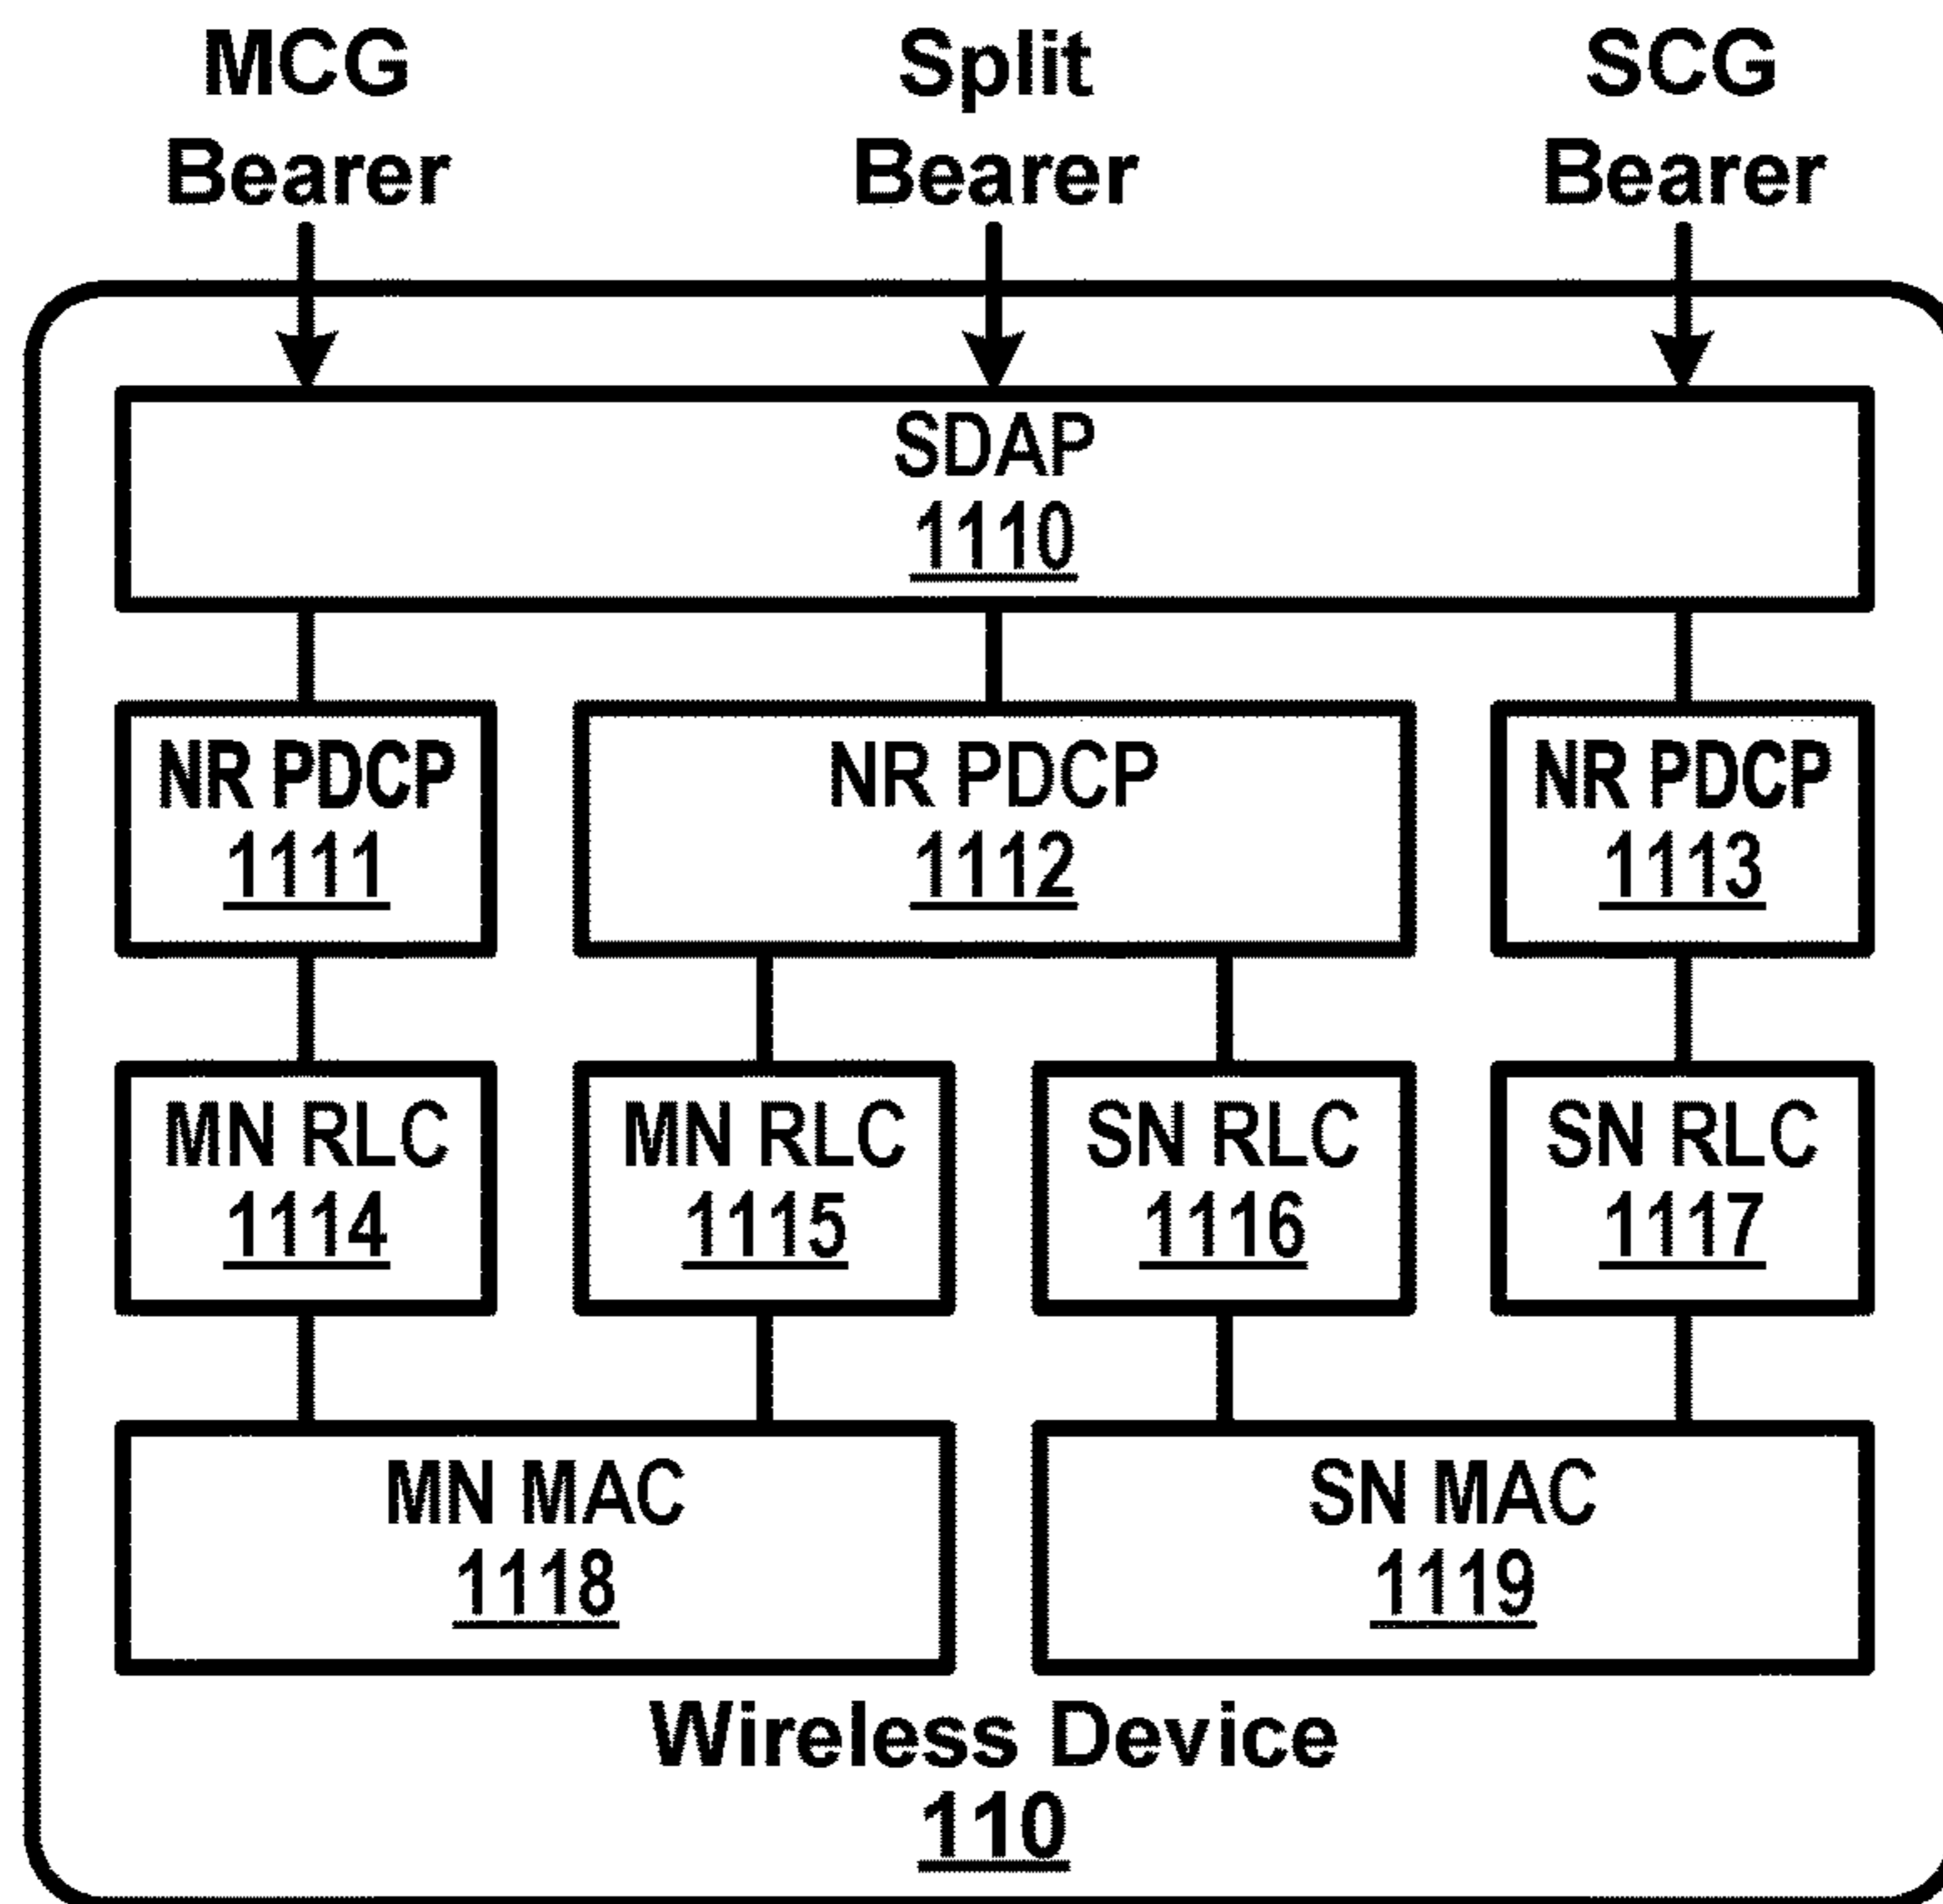 MCG Bearer
Split Bearer
SCG Bearer
SDAP
1110
NR PDCP
1111
NR PDCP
1112
NR PDCP
1113
MN RLC
1114
MN RLC
1115
SN RLC
1116
SN RLC
1117
MN MAC
1118
SN MAC
1119
Wireless Device
110